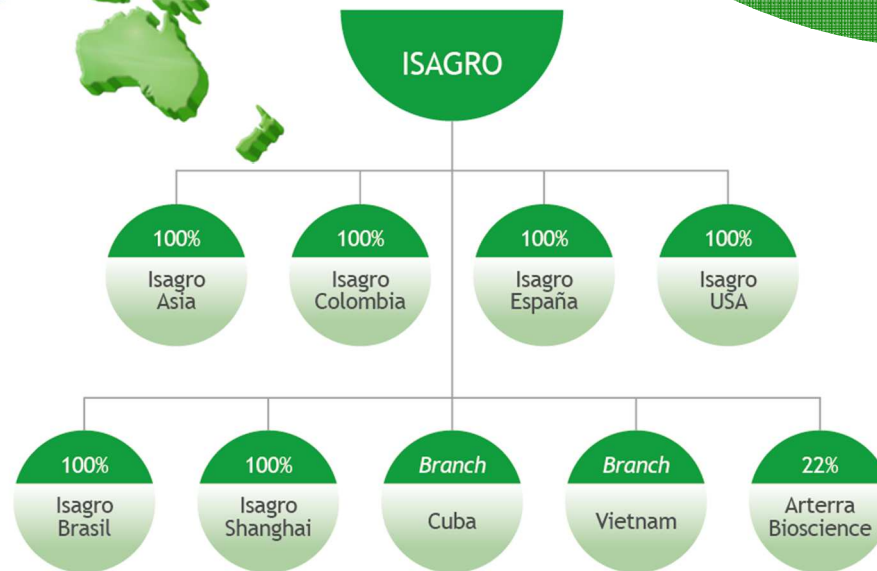 ISAGRO
100%
Isagro
Asia
100%
Isagro
Colombia
100%
Isagro
España
100%
Isagro
USA
100%
Isagro
Brasil
100%
Isagro
Shanghai
Branch
Cuba
Branch
Vietnam
22%
Arterra
Bioscience